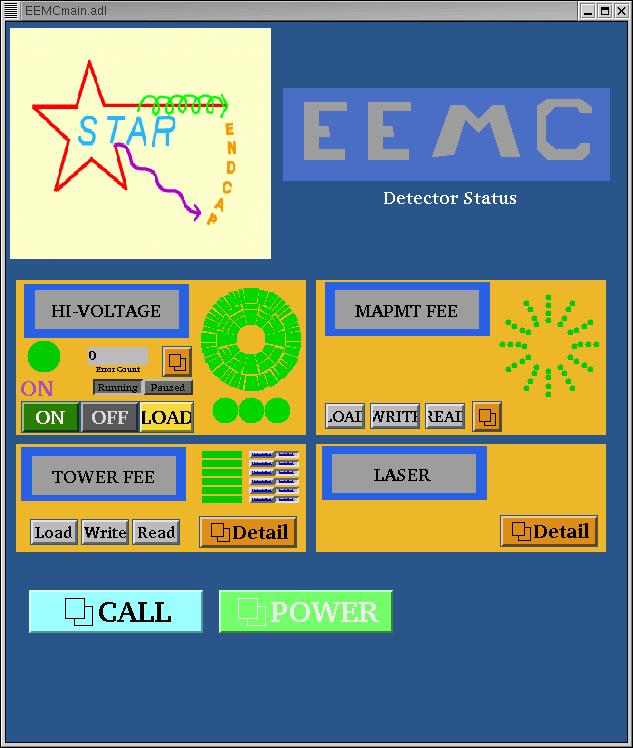 EEMCmain.adl
STAR
ENDCAP
EEMC
Detector Status
HI-VOLTAGE
0
Error Count
ON
Running Paused
ON OFF LOAD
MAPMT FEE
LOAD WRITE READ
TOWER FEE
Load Write Read Detail
LASER
Detail
CALL POWER